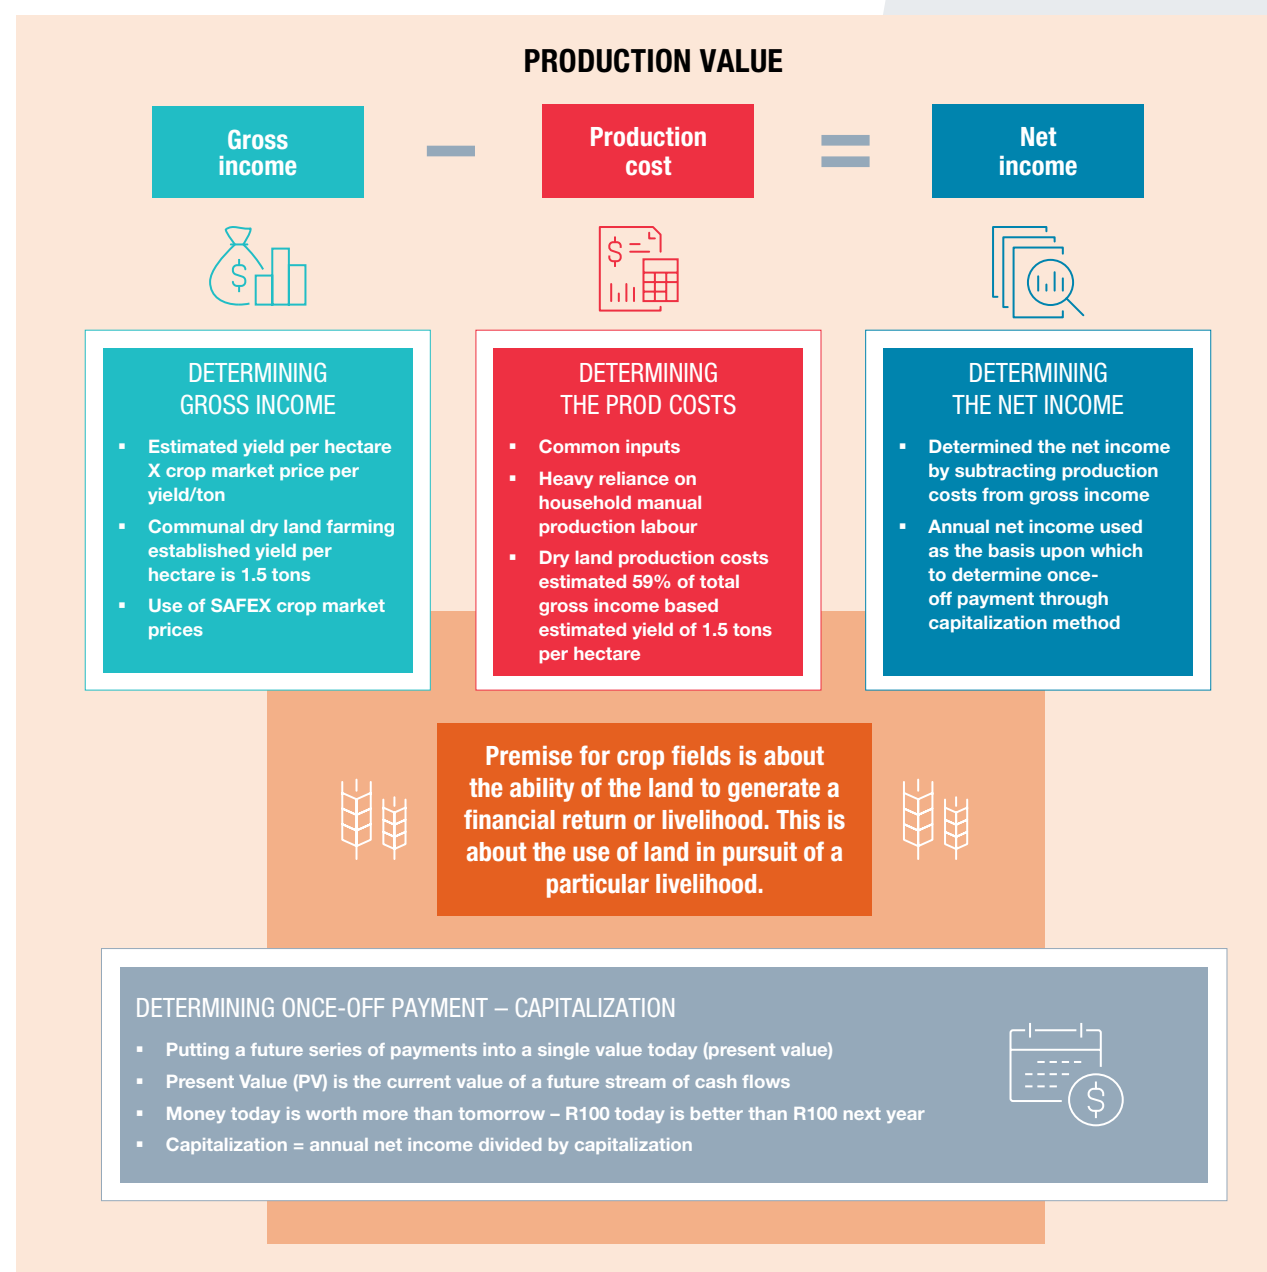 PRODUCTION VALUE
Gross
income
Production
cost
Net
income
DETERMINING
GROSS INCOME
▪ Estimated yield per hectare
X crop market price per
yield/ton
▪ Communal dry land farming
established yield per
hectare is 1.5 tons
▪ Use of SAFEX crop market
prices
DETERMINING
THE PROD COSTS
▪ Common inputs
▪ Heavy reliance on
household manual
production labour
▪ Dry land production costs
estimated 59% of total
gross income based
estimated yield of 1.5 tons
per hectare
DETERMINING
THE NET INCOME
▪ Determined the net income
by subtracting production
costs from gross income
▪ Annual net income used
as the basis upon which
to determine once-
off payment through
capitalization method
Premise for crop fields is about
the ability of the land to generate a
financial return or livelihood. This is
about the use of land in pursuit of a
particular livelihood.
DETERMINING ONCE-OFF PAYMENT – CAPITALIZATION
▪ Putting a future series of payments into a single value today (present value)
▪ Present Value (PV) is the current value of a future stream of cash flows
▪ Money today is worth more than tomorrow – R100 today is better than R100 next year
▪ Capitalization = annual net income divided by capitalization